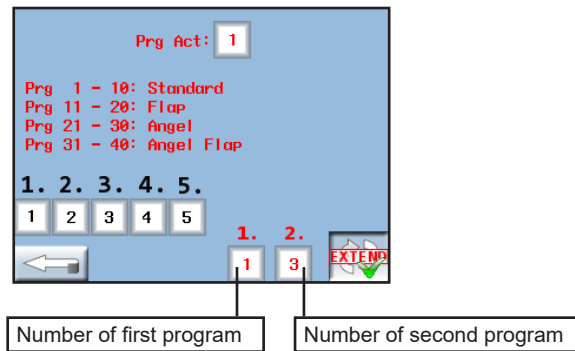 Prg Act: 1
Prg 1 - 10: Standard
Prg 11 - 20: Flap
Prg 21 - 30: Angel
Prg 31 - 40: Angel Flap
1. 2. 3. 4. 5.
1 2 3 4 5
1. 2.
1 3 EXTEND
Number of first program Number of second program